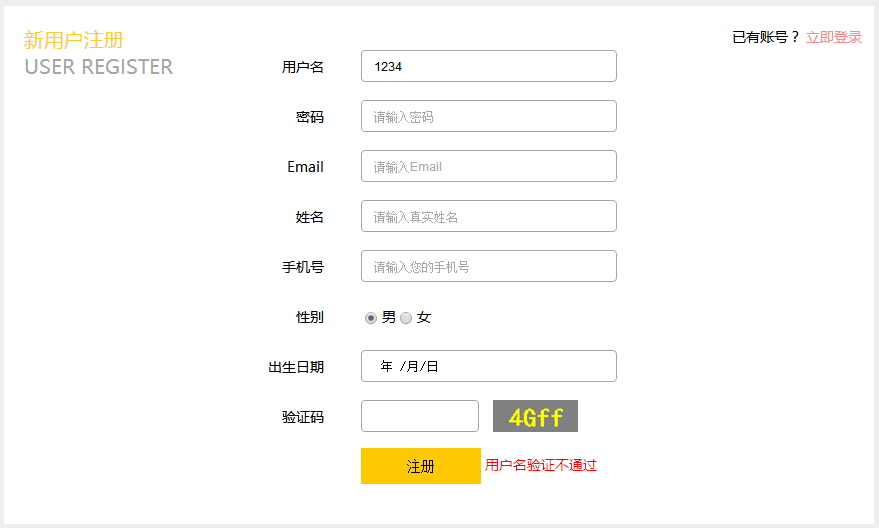 新用户注册
USER REGISTER
已有账号？立即登录
用户名 1234
密码 请输入密码
Email 请输入Email
姓名 请输入真实姓名
手机号 请输入您的手机号
性别 男 女
出生日期 年 /月/日
验证码 4Gff
注册 用户名验证不通过